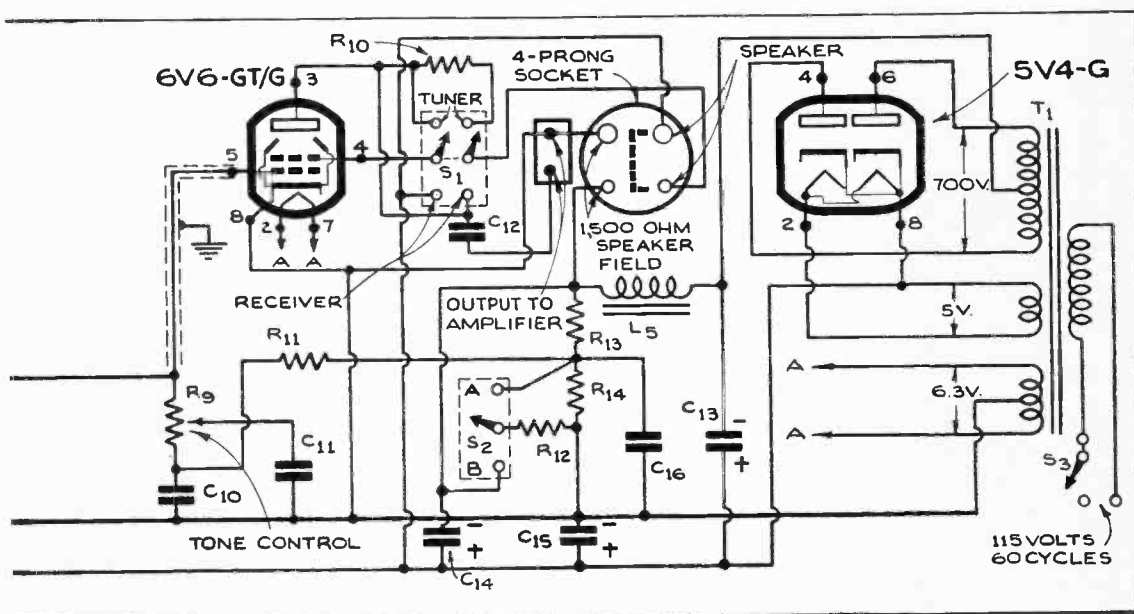 R10
6V6-GT/G
3
TUNER
4-PRONG
SOCKET
SPEAKER
4
6
5V4-G
T1
5
4
S1
8
2
7
A
A
C12
1,500 OHM
SPEAKER
FIELD
2
8
700V.
RECEIVER
OUTPUT TO
AMPLIFIER
L5
5V.
R11
R13
R9
A
R14
A
6.3V.
C11
S2
R12
C13
-
+
A
B
C16
S3
C10
TONE CONTROL
-
+
C14
C15
-
+
115 VOLTS
60 CYCLES